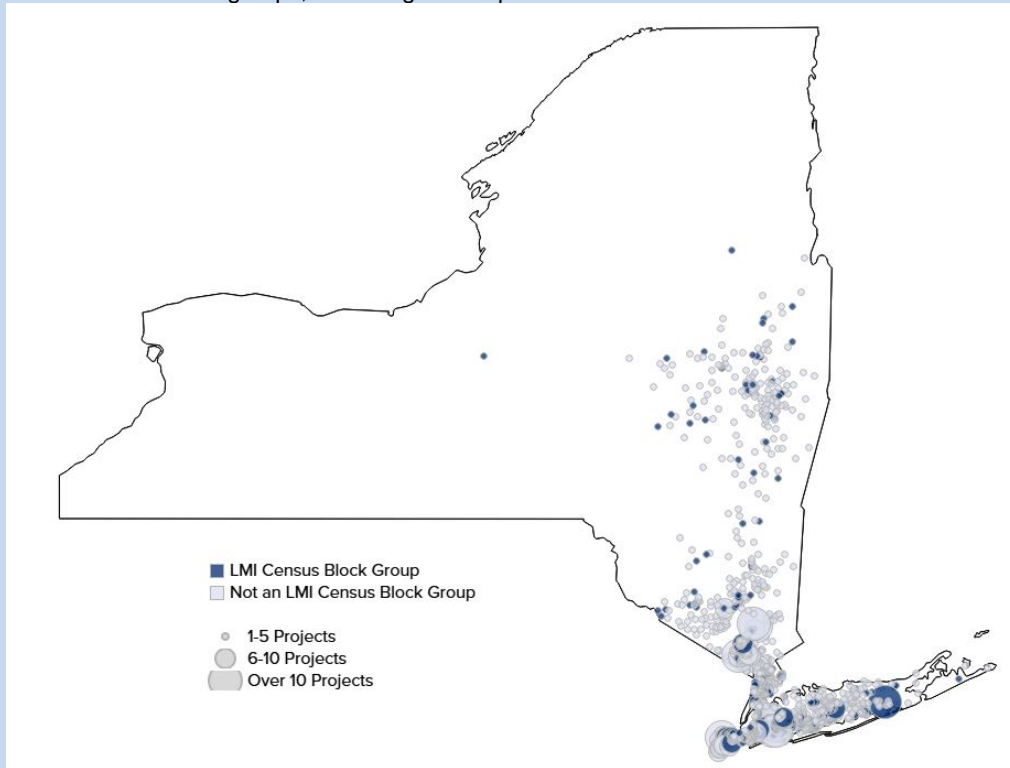 LMI Census Block Group
Not an LMI Census Block Group
1-5 Projects
6-10 Projects
Over 10 Projects